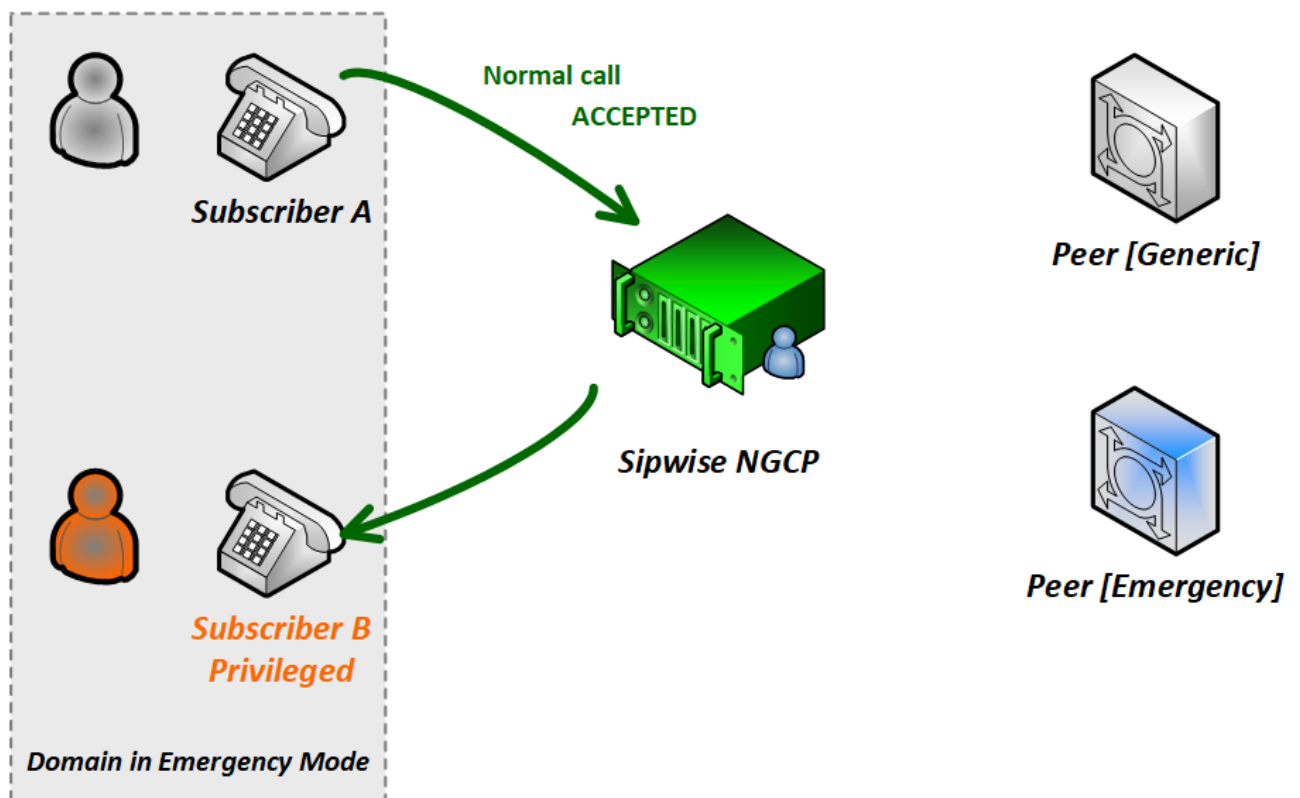 Normal call
ACCEPTED
Subscriber A
Peer [Generic]
Sipwise NGCP
Peer [Emergency]
Subscriber B
Privileged
Domain in Emergency Mode